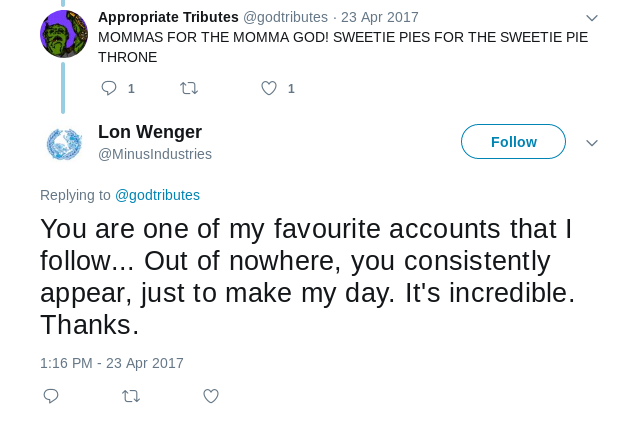 Appropriate Tributes @godtributes · 23 Apr 2017
MOMMAS FOR THE MOMMA GOD! SWEETIE PIES FOR THE SWEETIE PIE
THRONE
1 1
Lon Wenger
@MinusIndustries
Follow
Replying to @godtributes
You are one of my favourite accounts that I
follow... Out of nowhere, you consistently
appear, just to make my day. It's incredible.
Thanks.
1:16 PM - 23 Apr 2017